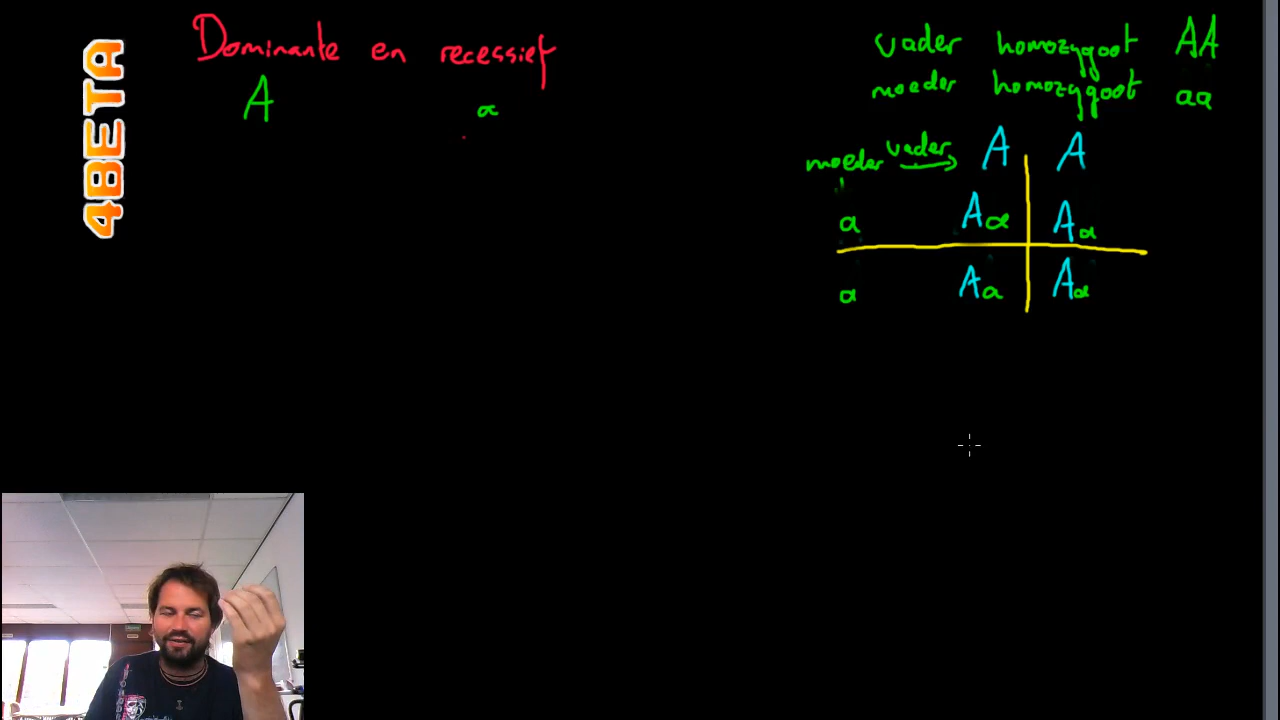 4BETA
Dominante en recessief
A a
vader homozygoot AA
moeder homozygoot aa
moeder vader → A A
a Aa Aa
a Aa Aa